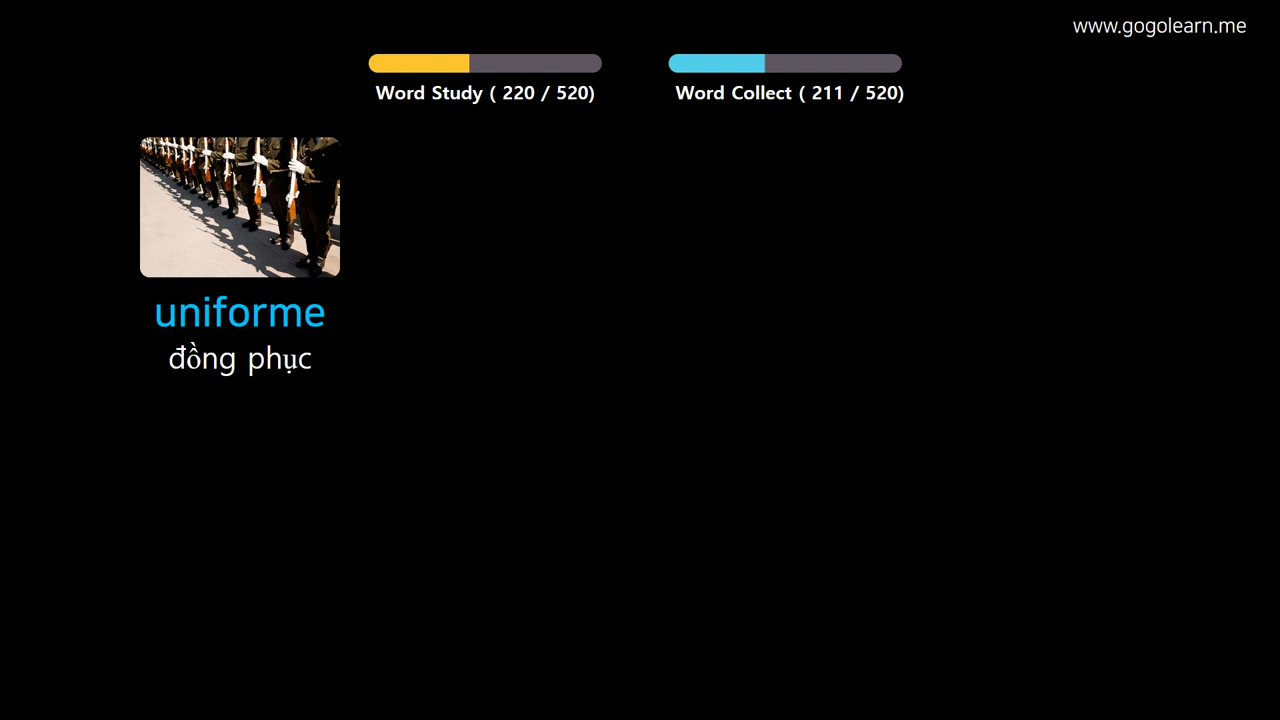 www.gogolearn.me
Word Study ( 220 / 520)
Word Collect ( 211 / 520)
uniforme
đồng phục